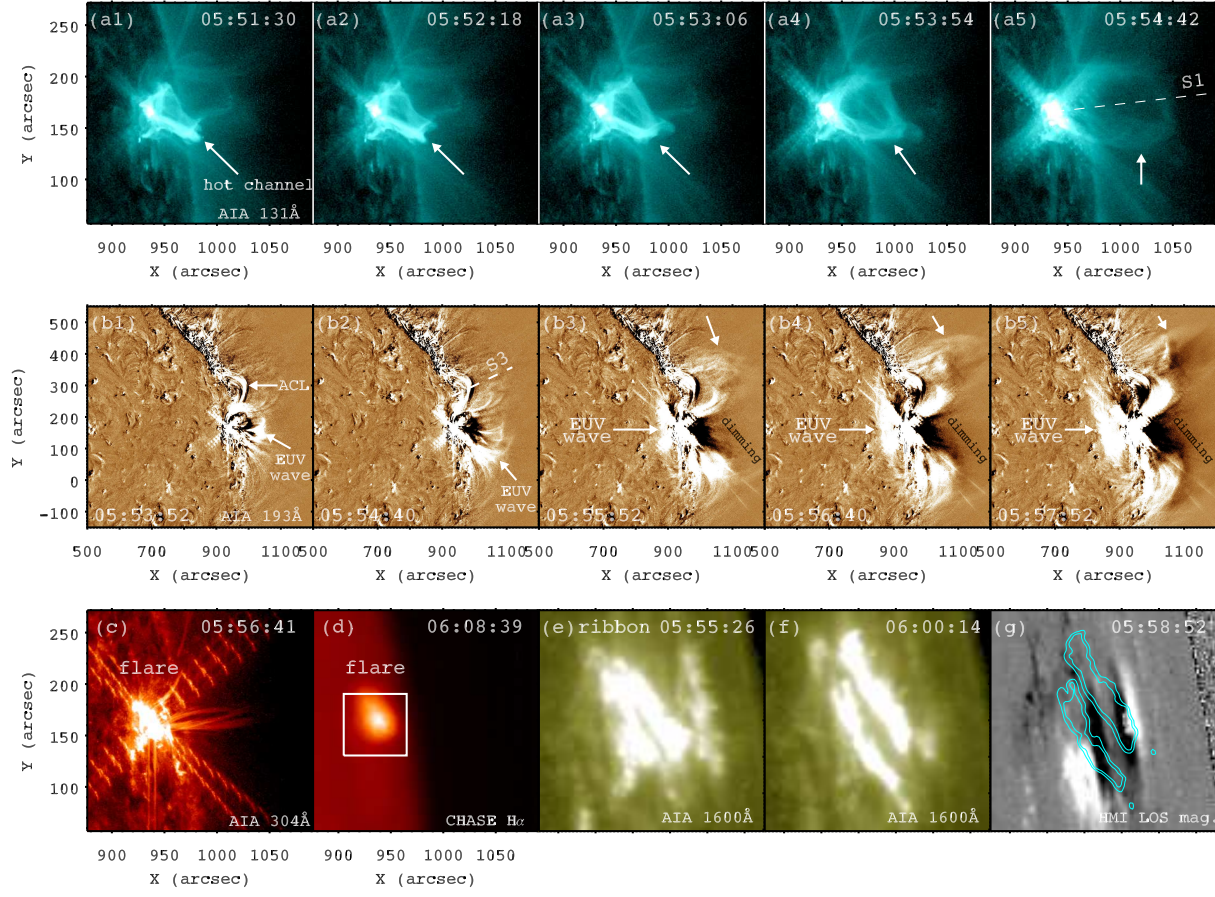 (a1) 05:51:30
(a2) 05:52:18
(a3) 05:53:06
(a4) 05:53:54
(a5) 05:54:42
250
200
150
100
Y (arcsec)
S1
hot channel
AIA 131Å
900 950 1000 1050
900 950 1000 1050
900 950 1000 1050
900 950 1000 1050
900 950 1000 1050
X (arcsec)
X (arcsec)
X (arcsec)
X (arcsec)
X (arcsec)
(b1)
(b2)
(b3)
(b4)
(b5)
500
400
300
200
100
0
-100
Y (arcsec)
ACL
S3
EUV
wave
EUV
wave
EUV
wave
dimming
EUV
wave
dimming
EUV
wave
dimming
05:53:52 AIA 193Å
05:54:40
05:55:52
05:56:40
05:57:52
500 700 900 1100
500 700 900 1100
500 700 900 1100
500 700 900 1100
500 700 900 1100
X (arcsec)
X (arcsec)
X (arcsec)
X (arcsec)
X (arcsec)
(c) 05:56:41
(d) 06:08:39
(e) ribbon 05:55:26
(f) 06:00:14
(g) 05:58:52
250
200
150
100
Y (arcsec)
flare
flare
AIA 304Å
CHASE Hα
AIA 1600Å
AIA 1600Å
HMI LOS mag.
900 950 1000 1050
900 950 1000 1050
X (arcsec)
X (arcsec)